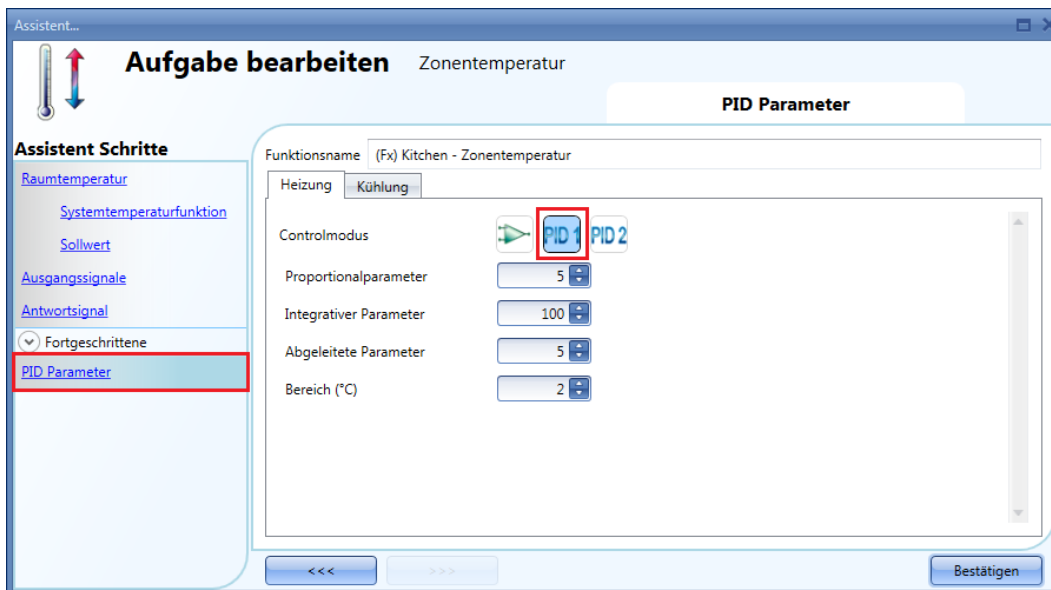 Assistent...
Aufgabe bearbeiten Zonentemperatur
PID Parameter
Assistent Schritte
Raumtemperatur
Systemtemperaturfunktion
Sollwert
Ausgangssignale
Antwortsignal
Fortgeschrittene
PID Parameter
Funktionsname (Fx) Kitchen - Zonentemperatur
Heizung Kühlung
Controlmodus PID 1 PID 2
Proportionalparameter 5
Integrativer Parameter 100
Abgeleitete Parameter 5
Bereich (°C) 2
<<< >>> Bestätigen